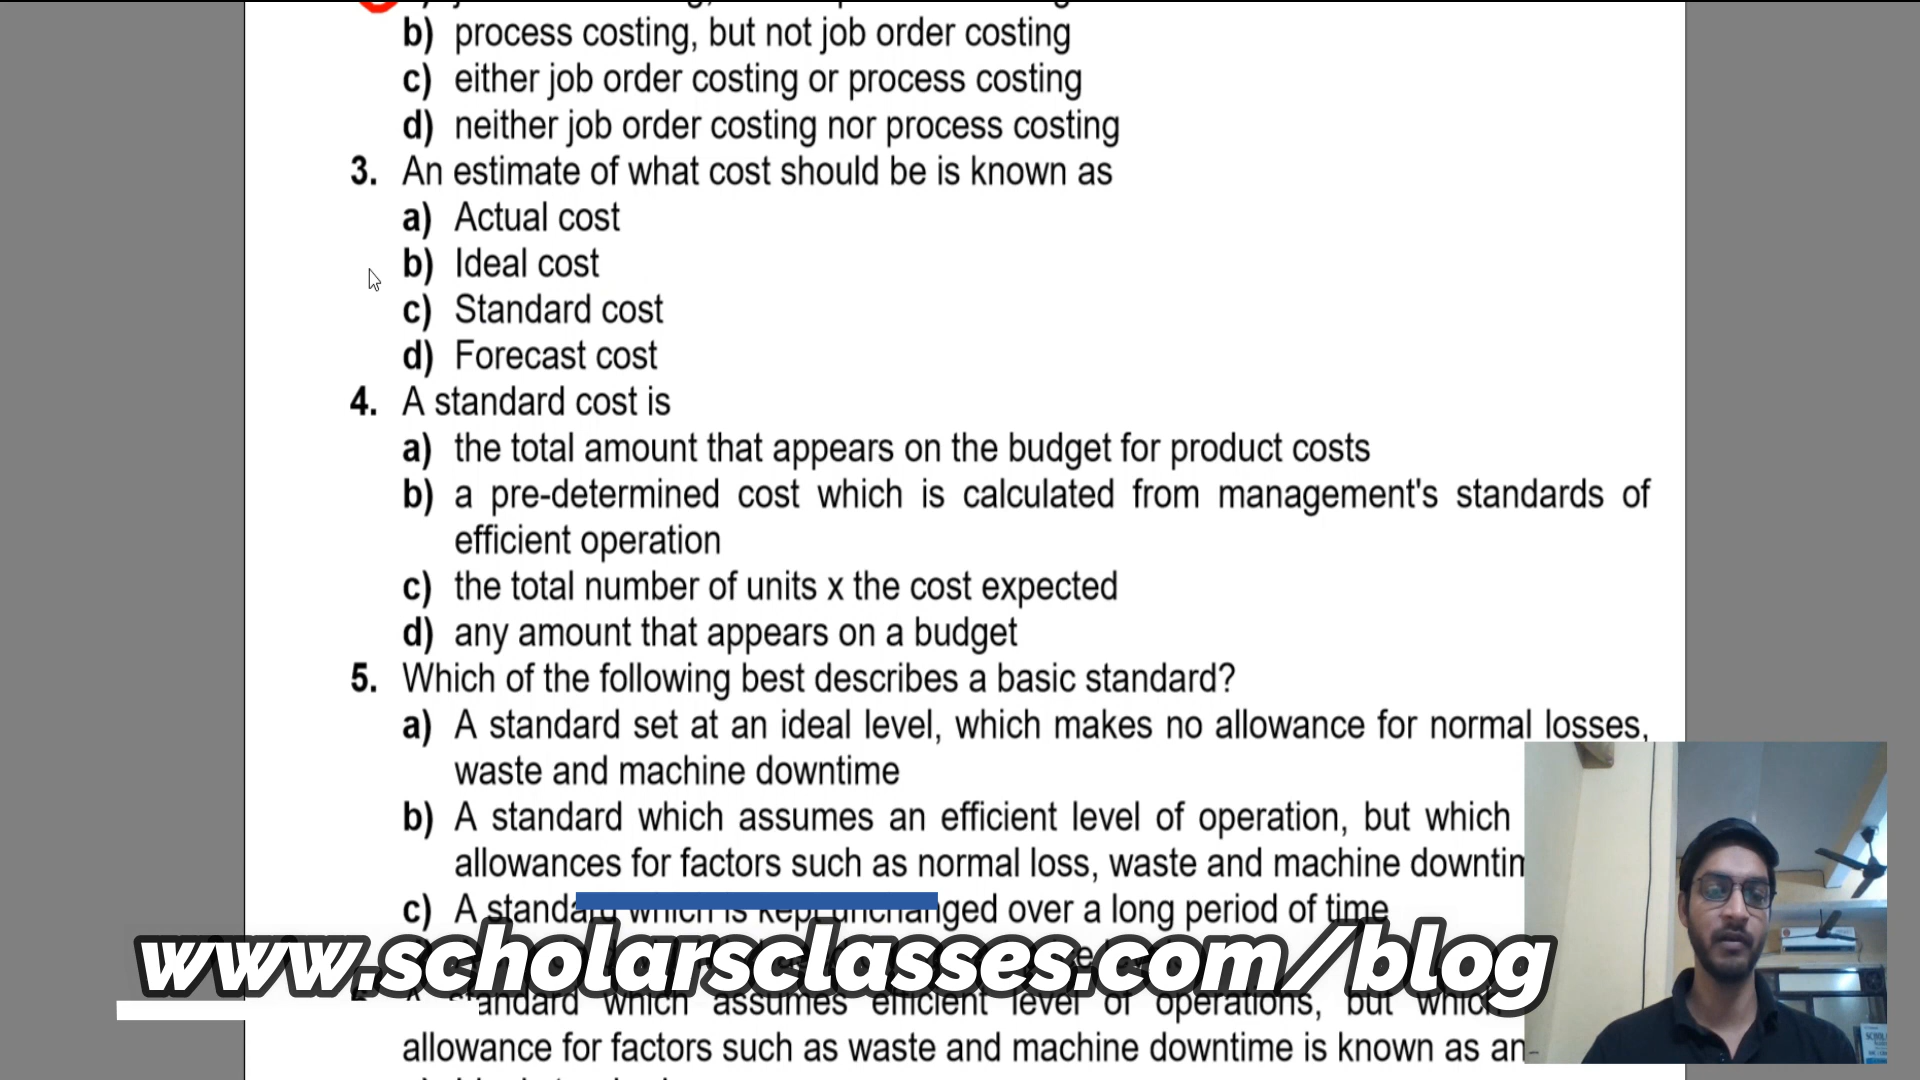 b) process costing, but not job order costing
c) either job order costing or process costing
d) neither job order costing nor process costing
3. An estimate of what cost should be is known as
a) Actual cost
b) Ideal cost
c) Standard cost
d) Forecast cost
4. A standard cost is
a) the total amount that appears on the budget for product costs
b) a pre-determined cost which is calculated from management's standards of
efficient operation
c) the total number of units x the cost expected
d) any amount that appears on a budget
5. Which of the following best describes a basic standard?
a) A standard set at an ideal level, which makes no allowance for normal losses,
waste and machine downtime
b) A standard which assumes an efficient level of operation, but which
allowances for factors such as normal loss, waste and machine
c) A standard which is kept unchanged over a long period of time
www.scholarsclasses.com/blog
standard which assumes efficient level of operations, but which
allowance for factors such as waste and machine downtime is known as an